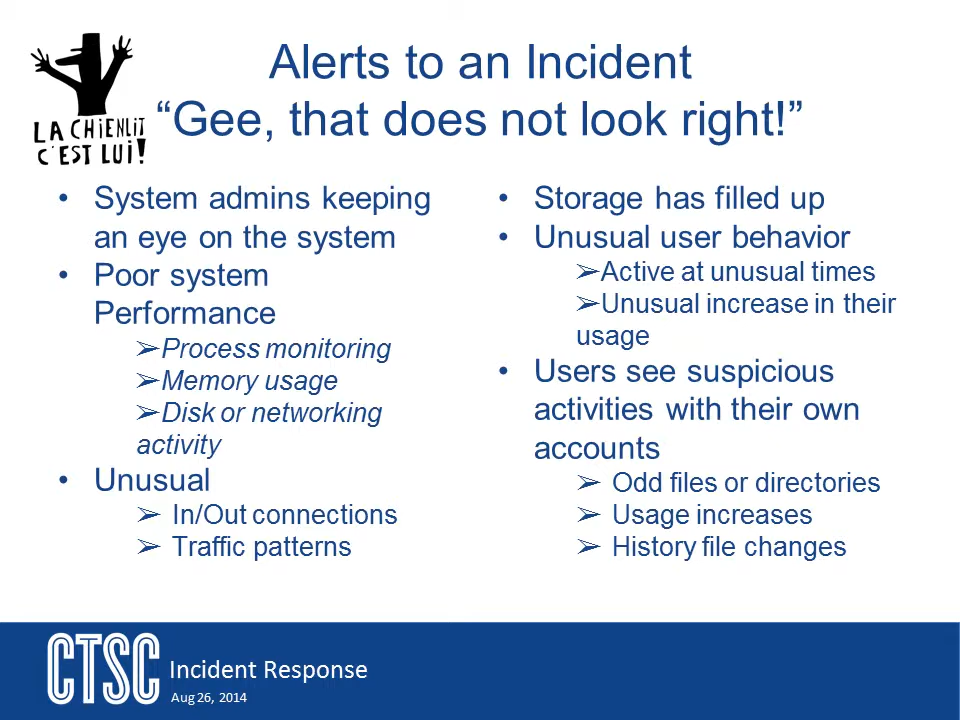 Alerts to an Incident
“Gee, that does not look right!”
LA CHiENLiT
C'EST LUi!
• System admins keeping
an eye on the system
• Poor system
Performance
➢Process monitoring
➢Memory usage
➢Disk or networking
activity
• Unusual
➢ In/Out connections
➢ Traffic patterns
• Storage has filled up
• Unusual user behavior
➢Active at unusual times
➢Unusual increase in their
usage
• Users see suspicious
activities with their own
accounts
➢ Odd files or directories
➢ Usage increases
➢ History file changes
CTSC
Incident Response
Aug 26, 2014